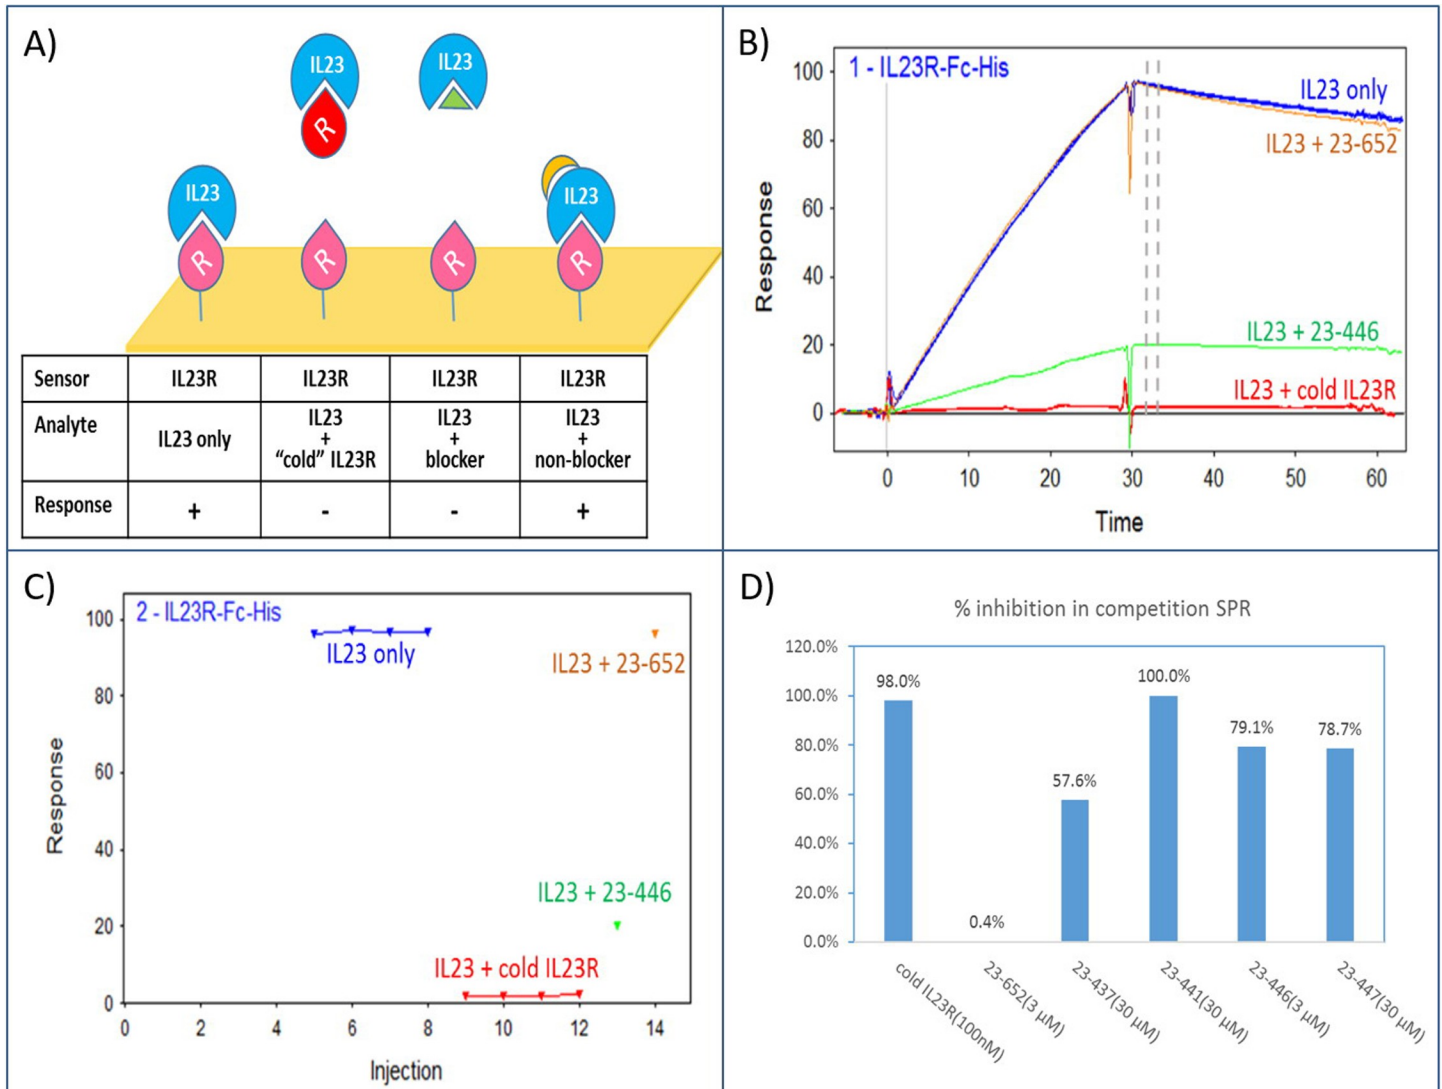 A)
IL23
IL23
R
IL23
IL23
R
R
R
R
Sensor IL23R IL23R IL23R IL23R
Analyte IL23 only IL23 + "cold" IL23R IL23 + blocker IL23 + non-blocker
Response + - - +
B)
1 - IL23R-Fc-His
IL23 only
IL23 + 23-652
IL23 + 23-446
IL23 + cold IL23R
Response
100
80
60
40
20
0
0 10 20 30 40 50 60
Time
C)
2 - IL23R-Fc-His
IL23 only
IL23 + 23-652
IL23 + 23-446
IL23 + cold IL23R
Response
100
80
60
40
20
0
0 2 4 6 8 10 12 14
Injection
D)
% inhibition in competition SPR
120.0%
100.0%
80.0%
60.0%
40.0%
20.0%
0.0%
98.0%
0.4%
57.6%
100.0%
79.1%
78.7%
cold IL23R(100nM)
23-652(3 μM)
23-437(30 μM)
23-441(30 μM)
23-446(3 μM)
23-447(30 μM)